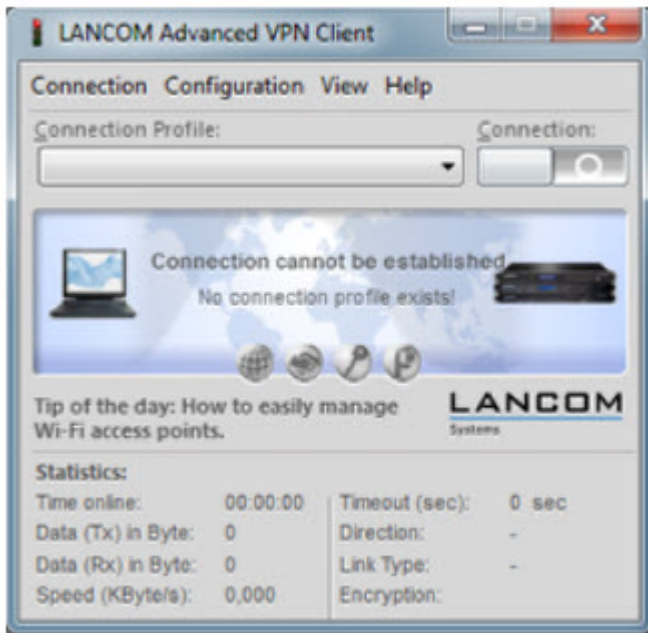 LANCOM Advanced VPN Client
Connection Configuration View Help
Connection Profile: Connection:
Connection cannot be established
No connection profile exists!
Tip of the day: How to easily manage
Wi-Fi access points.
LANCOM
Systems
Statistics:
Time online: 00:00:00 Timeout (sec): 0 sec
Data (Tx) in Byte: 0 Direction: -
Data (Rx) in Byte: 0 Link Type: -
Speed (KByte/s): 0,000 Encryption: